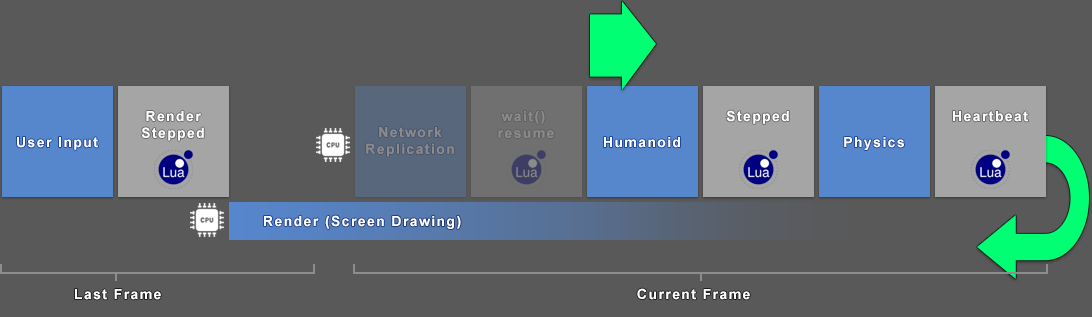 User Input
Render
Stepped
Lua
CPU
Network
Replication
wait()
resume
Lua
Humanoid
Stepped
Lua
Physics
Heartbeat
Lua
CPU
Render (Screen Drawing)
Last Frame
Current Frame